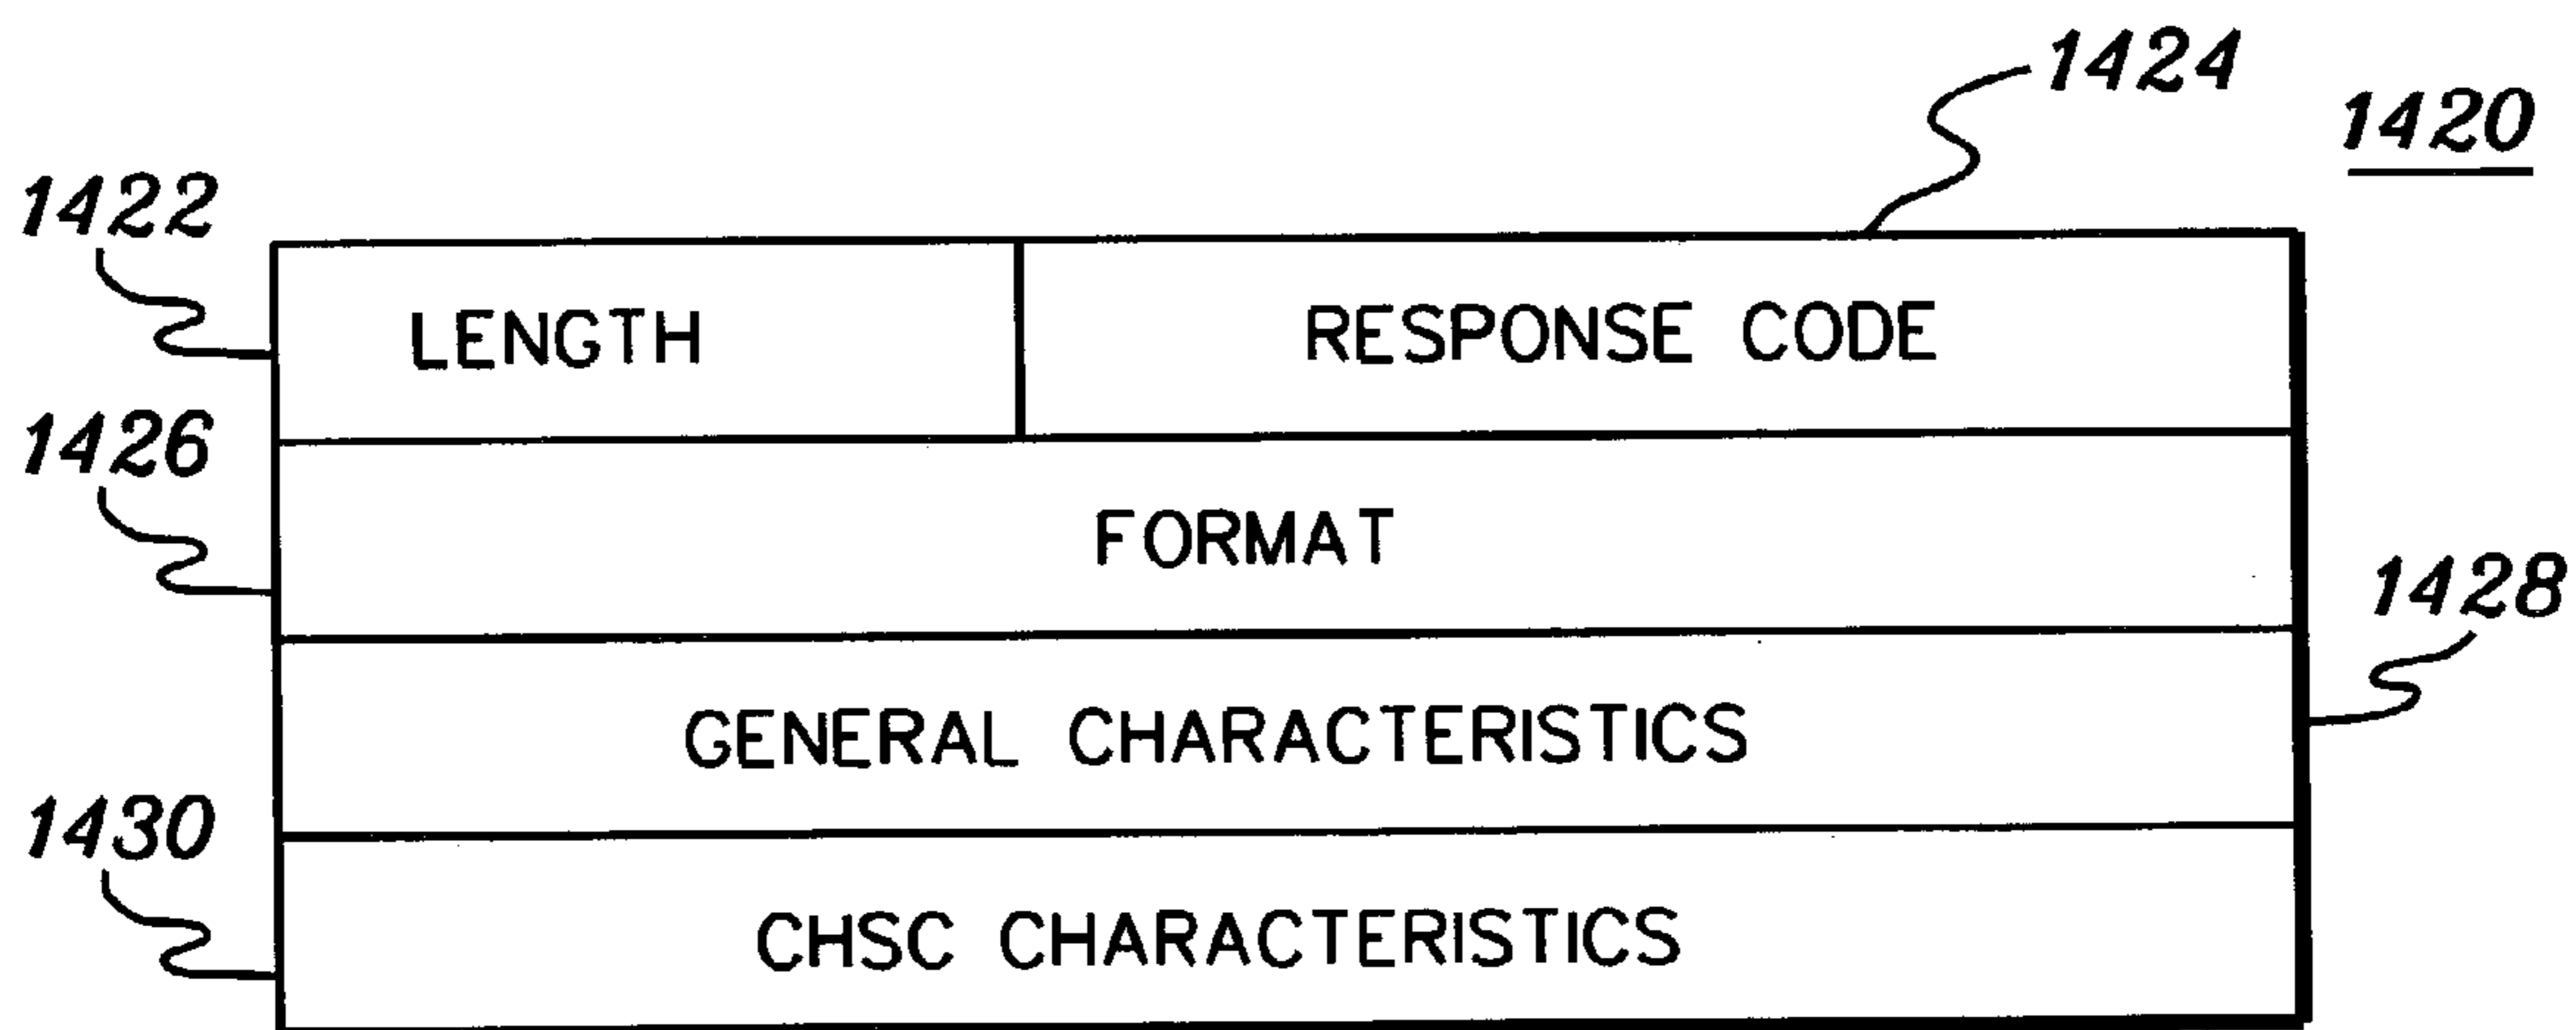 1424
1420
1422
LENGTH RESPONSE CODE
1426
FORMAT
1428
GENERAL CHARACTERISTICS
1430
CHSC CHARACTERISTICS